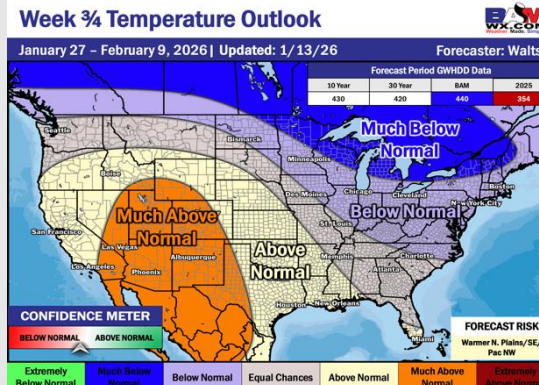 Week ¾ Temperature Outlook
BAM
WX.COM
January 27 – February 9, 2026 | Updated: 1/13/26
Forecaster: Walts
Forecast Period GWHDD Data
10 Year 30 Year BAM 2025
430 420 440 354
Seattle
Bismarck
Much Below
Normal
Minneapolis
Boise
Boston
Chicago
Cleveland
Des Moines
New York City
Much Above
Normal
Below Normal
San Francisco
St. Louis
Las Vegas
Above
Normal
Albuquerque
Memphis
Charlotte
Los Angeles
Phoenix
Atlanta
Houston
New Orleans
Miami
CONFIDENCE METER
BELOW NORMAL ABOVE NORMAL
FORECAST RISK
Warmer N. Plains/SE/
Pac NW
Extremely
Below Normal
Much Below
Normal
Below Normal
Equal Chances
Above Normal
Much Above
Normal
Extremely
Above Normal